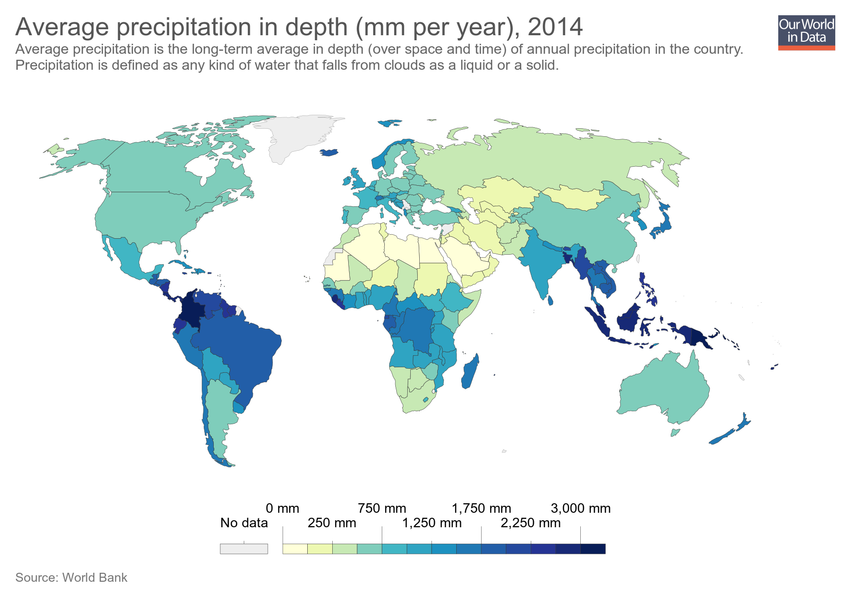 Average precipitation in depth (mm per year), 2014
Our World
in Data
Average precipitation is the long-term average in depth (over space and time) of annual precipitation in the country.
Precipitation is defined as any kind of water that falls from clouds as a liquid or a solid.
0 mm 750 mm 1,750 mm 3,000 mm
No data 250 mm 1,250 mm 2,250 mm
Source: World Bank